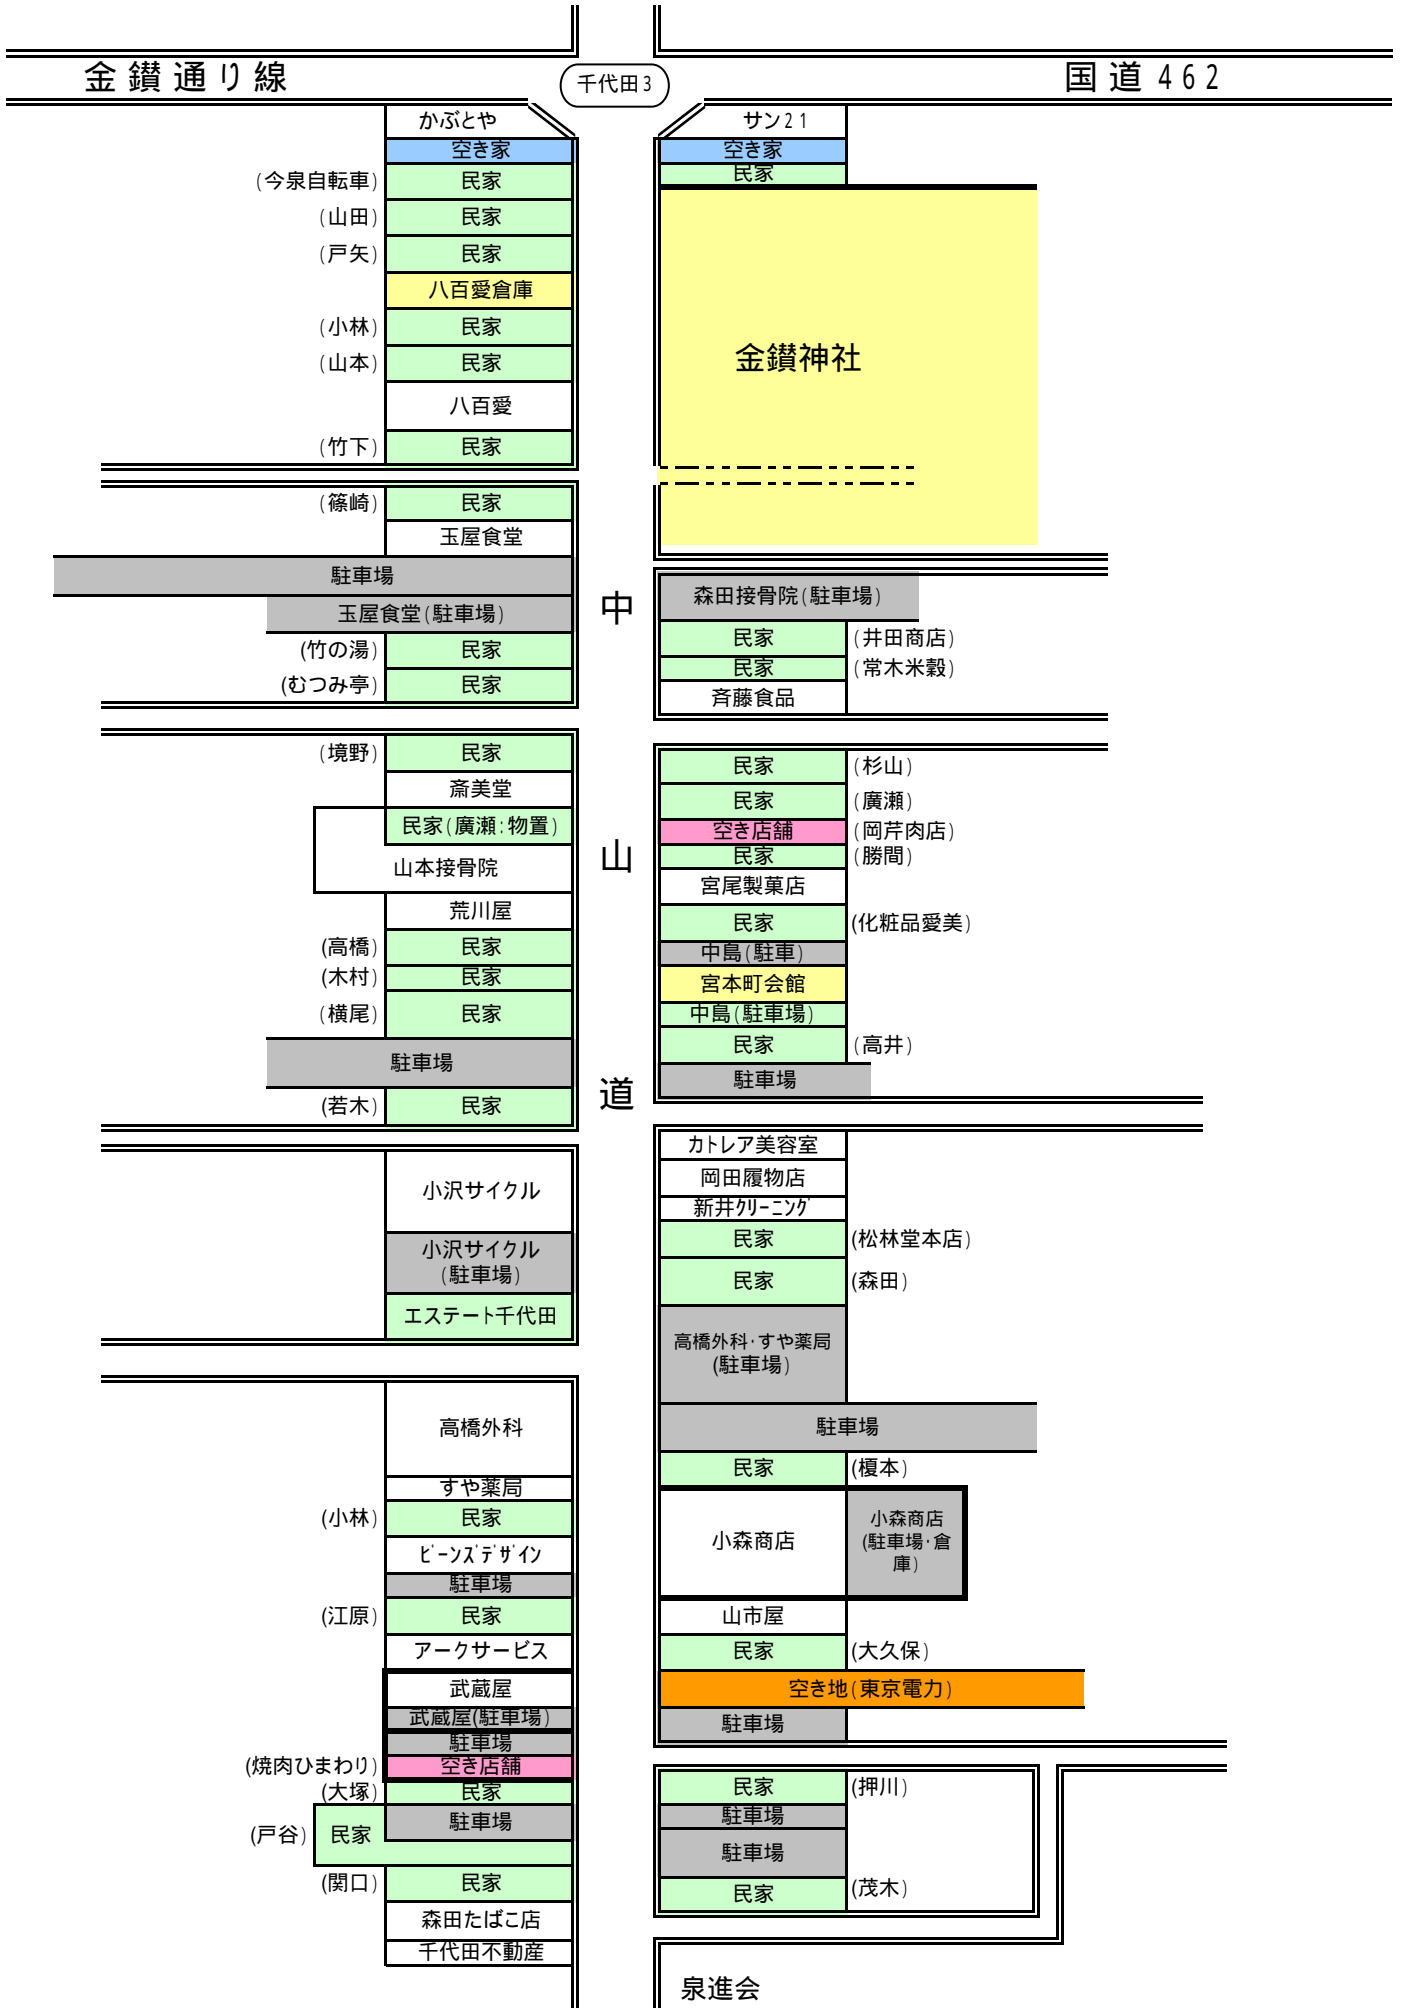 金鑚通り線
千代田3
国道462
かぶとや
空き家
(今泉自転車) 民家
(山田) 民家
(戸矢) 民家
八百愛倉庫
(小林) 民家
(山本) 民家
八百愛
(竹下) 民家
(篠崎) 民家
玉屋食堂
駐車場
玉屋食堂(駐車場)
(竹の湯) 民家
(むつみ亭) 民家
(境野) 民家
斎美堂
民家(廣瀬:物置)
山本接骨院
荒川屋
(高橋) 民家
(木村) 民家
(横尾) 民家
駐車場
(若木) 民家
小沢サイクル
小沢サイクル
(駐車場)
エステート千代田
高橋外科
すや薬局
(小林) 民家
ビーンズデザイン
駐車場
(江原) 民家
アークサービス
武蔵屋
武蔵屋(駐車場)
駐車場
(焼肉ひまわり) 空き店舗
(大塚) 民家
駐車場
(戸谷) 民家
(関口) 民家
森田たばこ店
千代田不動産
中
山
道
サン21
空き家
民家
金鑚神社
森田接骨院(駐車場)
民家 (井田商店)
民家 (常木米穀)
斉藤食品
民家 (杉山)
民家 (廣瀬)
空き店舗 (岡芹肉店)
民家 (勝間)
宮尾製菓店
民家 (化粧品愛美)
中島(駐車)
宮本町会館
中島(駐車場)
民家 (高井)
駐車場
カトレア美容室
岡田履物店
新井クリーニング
民家 (松林堂本店)
民家 (森田)
高橋外科・すや薬局
(駐車場)
駐車場
民家 (榎本)
小森商店
小森商店
(駐車場・倉
庫)
山市屋
民家 (大久保)
空き地(東京電力)
駐車場
民家 (押川)
駐車場
駐車場
民家 (茂木)
泉進会